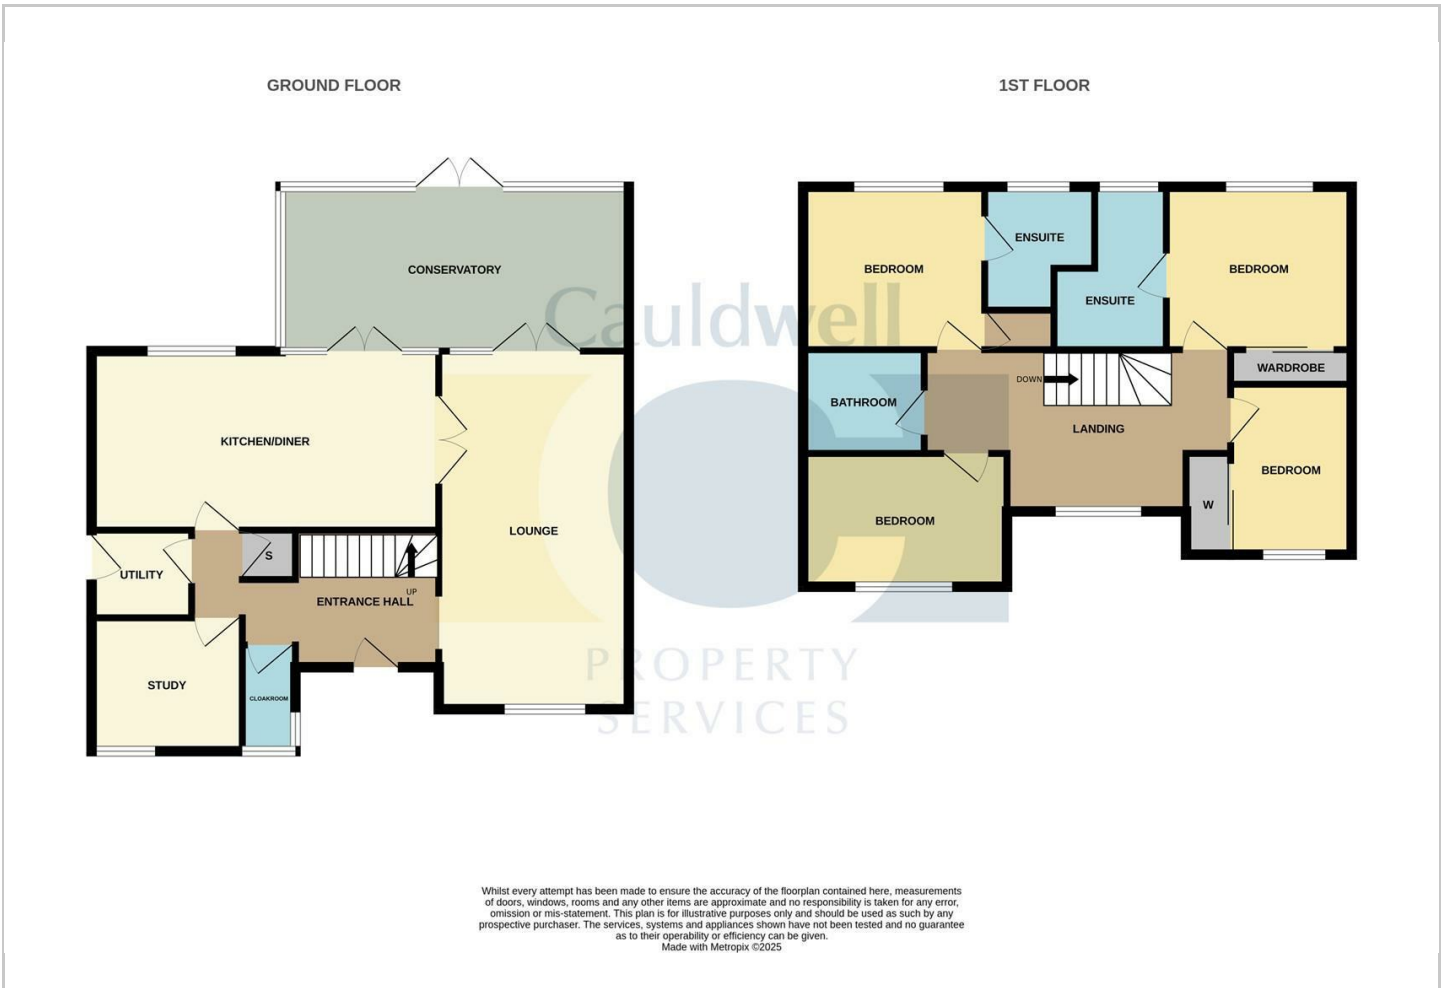 GROUND FLOOR
1ST FLOOR
CONSERVATORY
KITCHEN/DINER
LOUNGE
UTILITY
S
UP
ENTRANCE HALL
STUDY
CLOAKROOM
BEDROOM
ENSUITE
ENSUITE
BEDROOM
WARDROBE
BATHROOM
DOWN
LANDING
BEDROOM
W
BEDROOM
Cauldwell
PROPERTY
SERVICES
Whilst every attempt has been made to ensure the accuracy of the floorplan contained here, measurements
of doors, windows, rooms and any other items are approximate and no responsibility is taken for any error,
omission or mis-statement. This plan is for illustrative purposes only and should be used as such by any
prospective purchaser. The services, systems and appliances shown have not been tested and no guarantee
as to their operability or efficiency can be given.
Made with Metropix ©2025